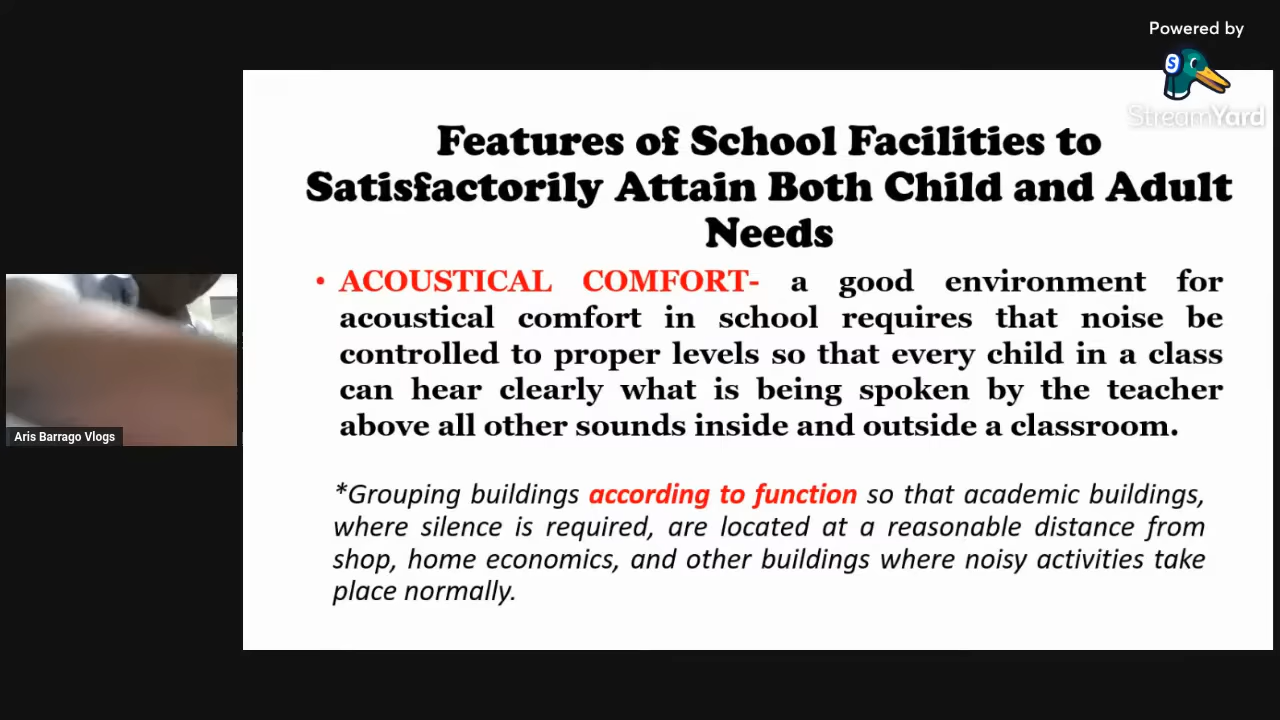 Powered by
S
StreamYard
Features of School Facilities to
Satisfactorily Attain Both Child and Adult
Needs
• ACOUSTICAL COMFORT- a good environment for
acoustical comfort in school requires that noise be
controlled to proper levels so that every child in a class
can hear clearly what is being spoken by the teacher
above all other sounds inside and outside a classroom.
*Grouping buildings according to function so that academic buildings,
where silence is required, are located at a reasonable distance from
shop, home economics, and other buildings where noisy activities take
place normally.
Aris Barrago Vlogs